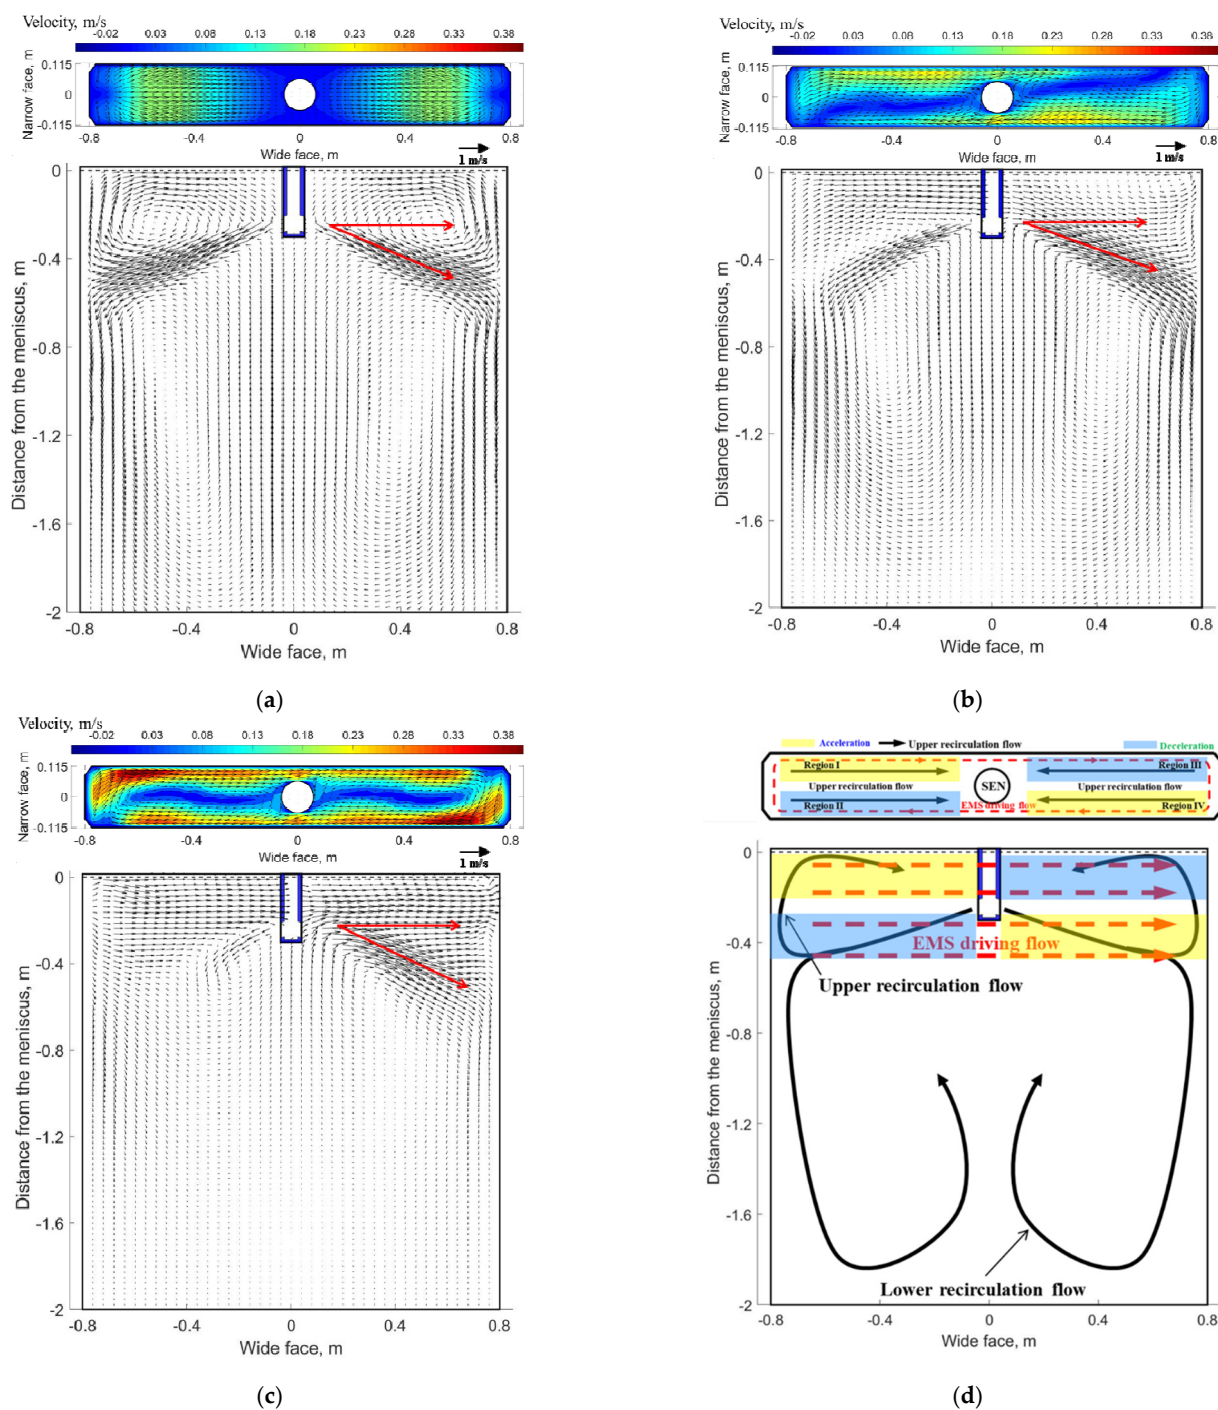 Velocity, m/s
-0.02 0.03 0.08 0.13 0.18 0.23 0.28 0.33 0.38
Narrow face, m
0.115
0
-0.115
-0.8 -0.4 0 0.4 0.8
Wide face, m
1 m/s
Distance from the meniscus, m
0
-0.4
-0.8
-1.2
-1.6
-2
-0.8 -0.4 0 0.4 0.8
Wide face, m
(a)
Velocity, m/s
-0.02 0.03 0.08 0.13 0.18 0.23 0.28 0.33 0.38
Narrow face, m
0.115
0
-0.115
-0.8 -0.4 0 0.4 0.8
Wide face, m
1 m/s
Distance from the meniscus, m
0
-0.4
-0.8
-1.2
-1.6
-2
-0.8 -0.4 0 0.4 0.8
Wide face, m
(b)
Velocity, m/s
-0.02 0.03 0.08 0.13 0.18 0.23 0.28 0.33 0.38
Narrow face, m
0.115
0
-0.115
-0.8 -0.4 0 0.4 0.8
Wide face, m
1 m/s
Distance from the meniscus, m
0
-0.4
-0.8
-1.2
-1.6
-2
-0.8 -0.4 0 0.4 0.8
Wide face, m
(c)
Acceleration Upper recirculation flow Deceleration
Region I Region III
Upper recirculation flow SEN Upper recirculation flow
Region II EMS driving flow Region IV
Distance from the meniscus, m
0
-0.4
-0.8
-1.2
-1.6
-2
EMS driving flow
Upper recirculation flow
Lower recirculation flow
-0.8 -0.4 0 0.4 0.8
Wide face, m
(d)